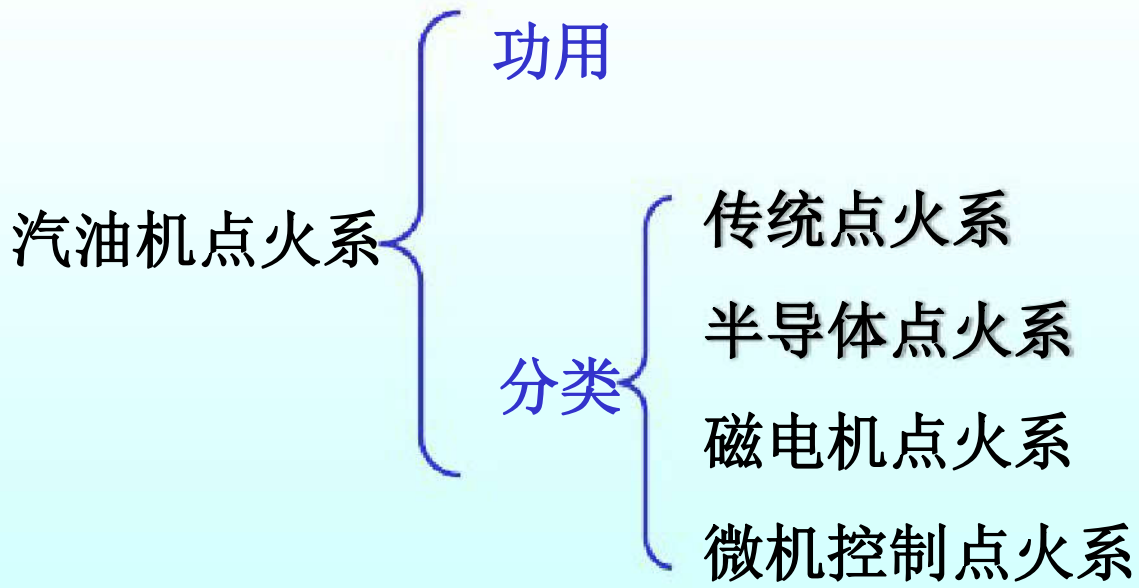 汽油机点火系
功用
分类
传统点火系
半导体点火系
磁电机点火系
微机控制点火系